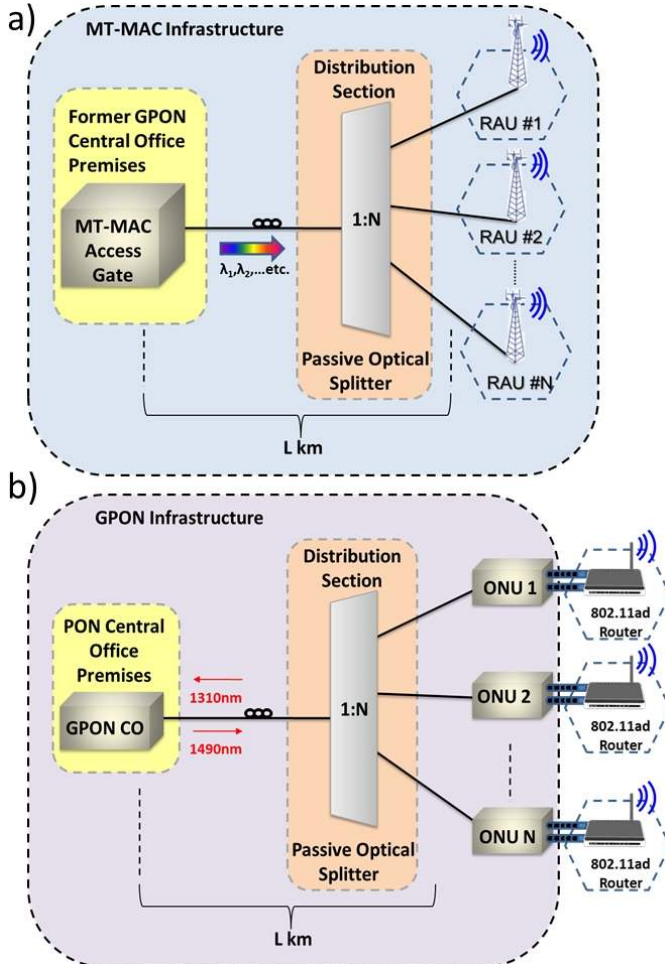 a)
MT-MAC Infrastructure
Distribution
Section
Former GPON
Central Office
Premises
MT-MAC
Access
Gate
λ1,λ2,...etc.
1:N
Passive Optical
Splitter
RAU #1
RAU #2
RAU #N
L km
b)
GPON Infrastructure
Distribution
Section
PON Central
Office
Premises
GPON CO
1310nm
1490nm
1:N
Passive Optical
Splitter
ONU 1
802.11ad
Router
ONU 2
802.11ad
Router
ONU N
802.11ad
Router
L km